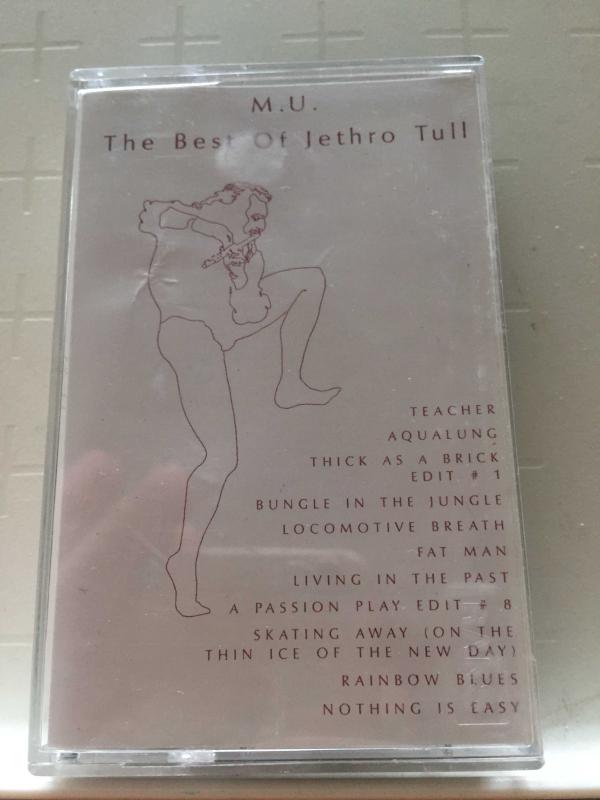 M.U.
The Best Of Jethro Tull
TEACHER
AQUALUNG
THICK AS A BRICK
EDIT # 1
BUNGLE IN THE JUNGLE
LOCOMOTIVE BREATH
FAT MAN
LIVING IN THE PAST
A PASSION PLAY EDIT # 8
SKATING AWAY (ON THE
THIN ICE OF THE NEW DAY)
RAINBOW BLUES
NOTHING IS EASY